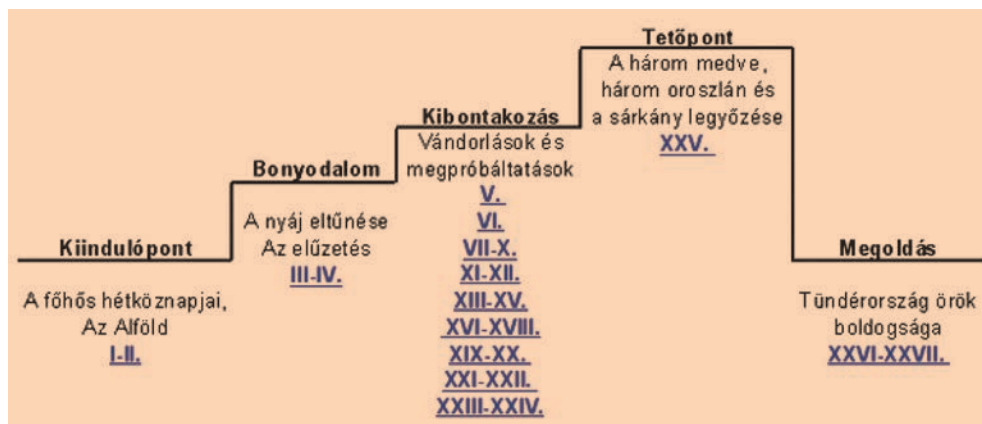 Kiindulópont
A főhős hétköznapjai,
Az Alföld
I-II.
Bonyodalom
A nyáj eltűnése
Az elűzetés
III-IV.
Kibontakozás
Vándorlások és
megpróbáltatások
V.
VI.
VII-X.
XI-XII.
XIII-XV.
XVI-XVIII.
XIX-XX.
XXI-XXII.
XXIII-XXIV.
Tetőpont
A három medve,
három oroszlán és
a sárkány legyőzése
XXV.
Megoldás
Tündérország örök
boldogsága
XXVI-XXVII.